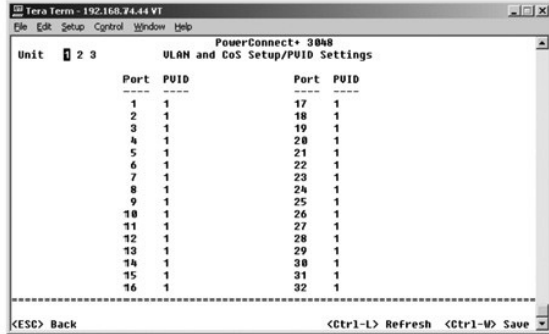 Tera Term - 192.168.74.44 VT
File Edit Setup Control Window Help
PowerConnect+ 3048
Unit 1 2 3 VLAN and CoS Setup/PVID Settings
Port PVID Port PVID
---- ---- ---- ----
1 1 17 1
2 1 18 1
3 1 19 1
4 1 20 1
5 1 21 1
6 1 22 1
7 1 23 1
8 1 24 1
9 1 25 1
10 1 26 1
11 1 27 1
12 1 28 1
13 1 29 1
14 1 30 1
15 1 31 1
16 1 32 1
<ESC> Back <Ctrl-L> Refresh <Ctrl-W> Save